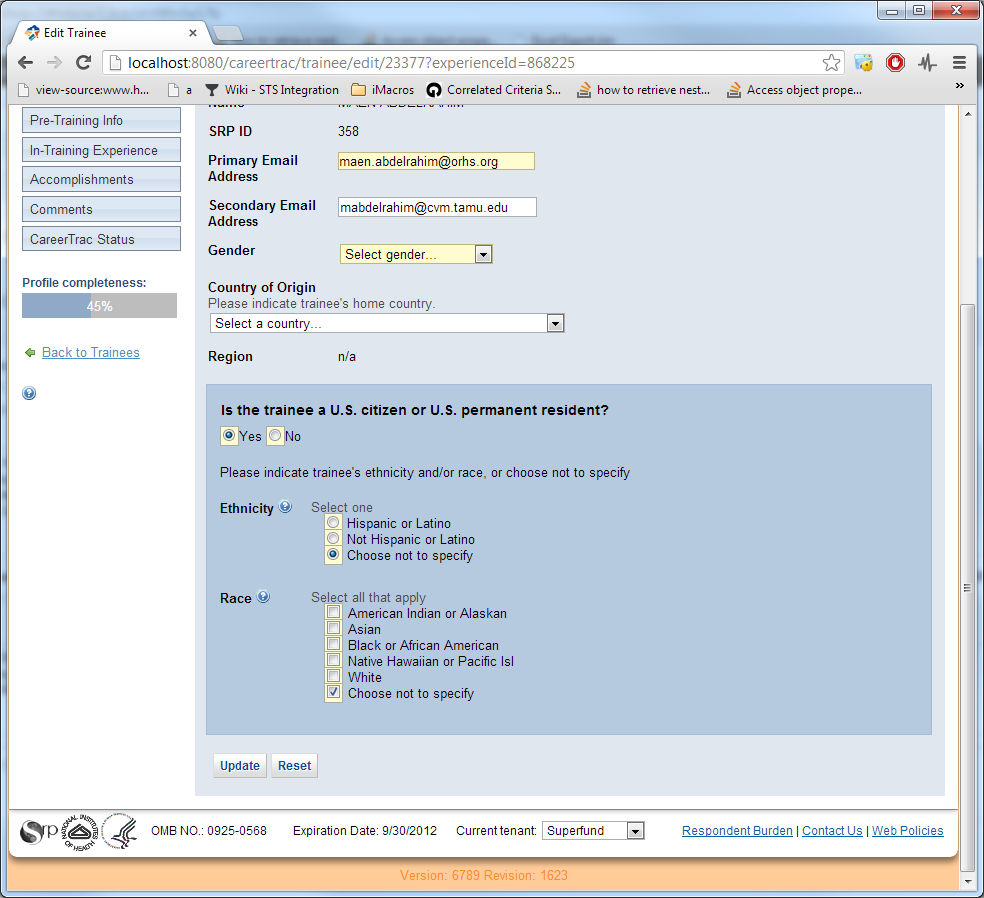 Edit Trainee
localhost:8080/careertrac/trainee/edit/23377?experienceId=868225
view-source:www.h... a Wiki - STS Integration iMacros Correlated Criteria S... how to retrieve nest... Access object prope... »
Pre-Training Info
In-Training Experience
Accomplishments
Comments
CareerTrac Status
Profile completeness:
45%
Back to Trainees
Name MAEN ABDELRAHIM
SRP ID 358
Primary Email Address maen.abdelrahim@orhs.org
Secondary Email Address mabdelrahim@cvm.tamu.edu
Gender Select gender...
Country of Origin
Please indicate trainee's home country.
Select a country...
Region n/a
Is the trainee a U.S. citizen or U.S. permanent resident?
Yes No
Please indicate trainee's ethnicity and/or race, or choose not to specify
Ethnicity Select one
Hispanic or Latino
Not Hispanic or Latino
Choose not to specify
Race Select all that apply
American Indian or Alaskan
Asian
Black or African American
Native Hawaiian or Pacific Isl
White
Choose not to specify
Update Reset
Srp NATIONAL INSTITUTES OF HEALTH OMB NO.: 0925-0568 Expiration Date: 9/30/2012 Current tenant: Superfund Respondent Burden | Contact Us | Web Policies
Version: 6789 Revision: 1623